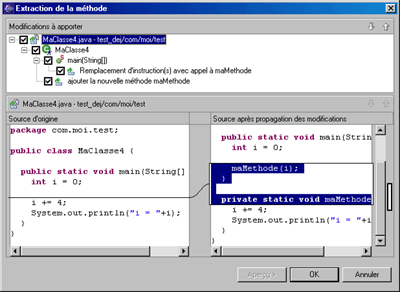 Extraction de la méthode
Modifications à apporter
MaClasse4.java - test_dej/com/moi/test
MaClasse4
main(String[])
Remplacement d'instruction(s) avec appel à maMethode
ajouter la nouvelle méthode maMethode
MaClasse4.java - test_dej/com/moi/test
Source d'origine
package com.moi.test;
public class MaClasse4 {
public static void main(String[]
int i = 0;
i += 4;
System.out.println("i = "+i);
}
}
Source après propagation des modifications
public static void main(Strin
int i = 0;
maMethode(i);
}
private static void maMethode
i += 4;
System.out.println("i = "+i
}
OK
Annuler